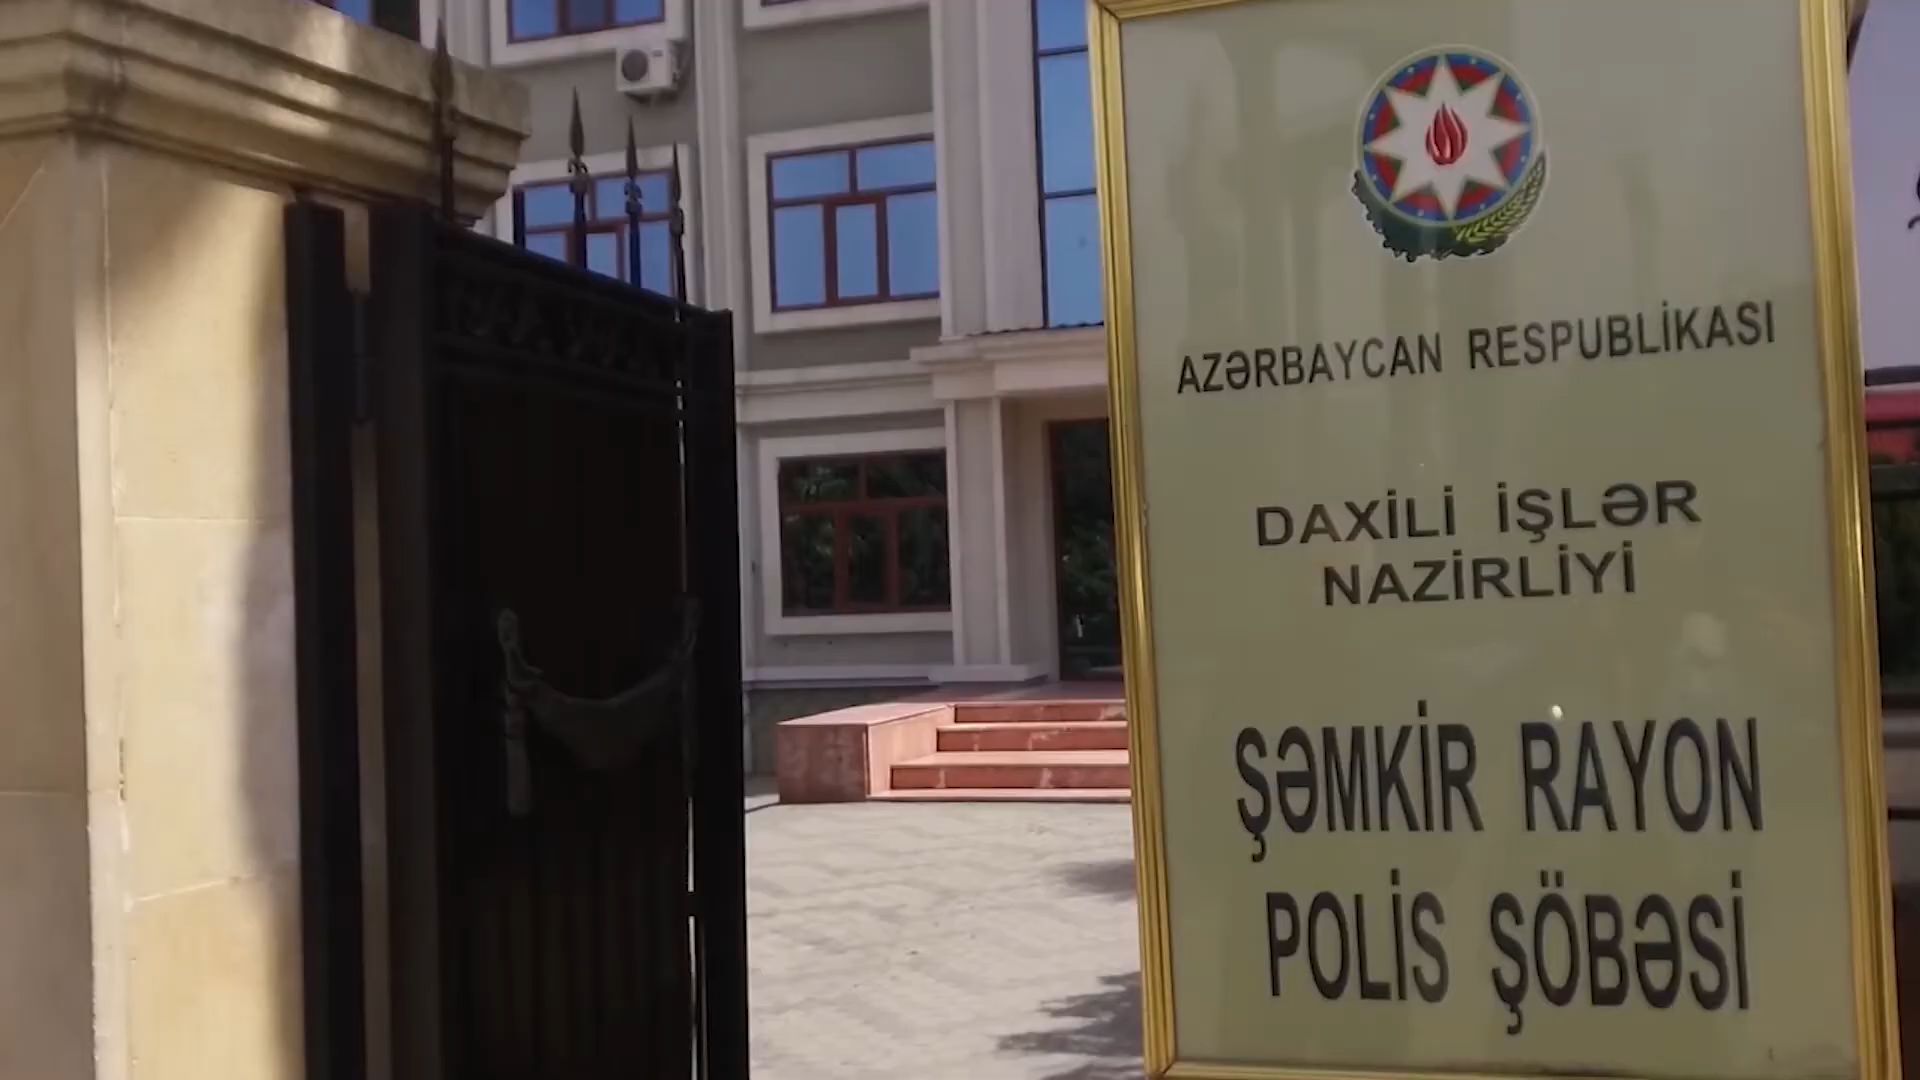 AZƏRBAYCAN RESPUBLİKASI
DAXİLİ İŞLƏR
NAZİRLİYİ
ŞƏMKİR RAYON
POLİS ŞÖBƏSİ